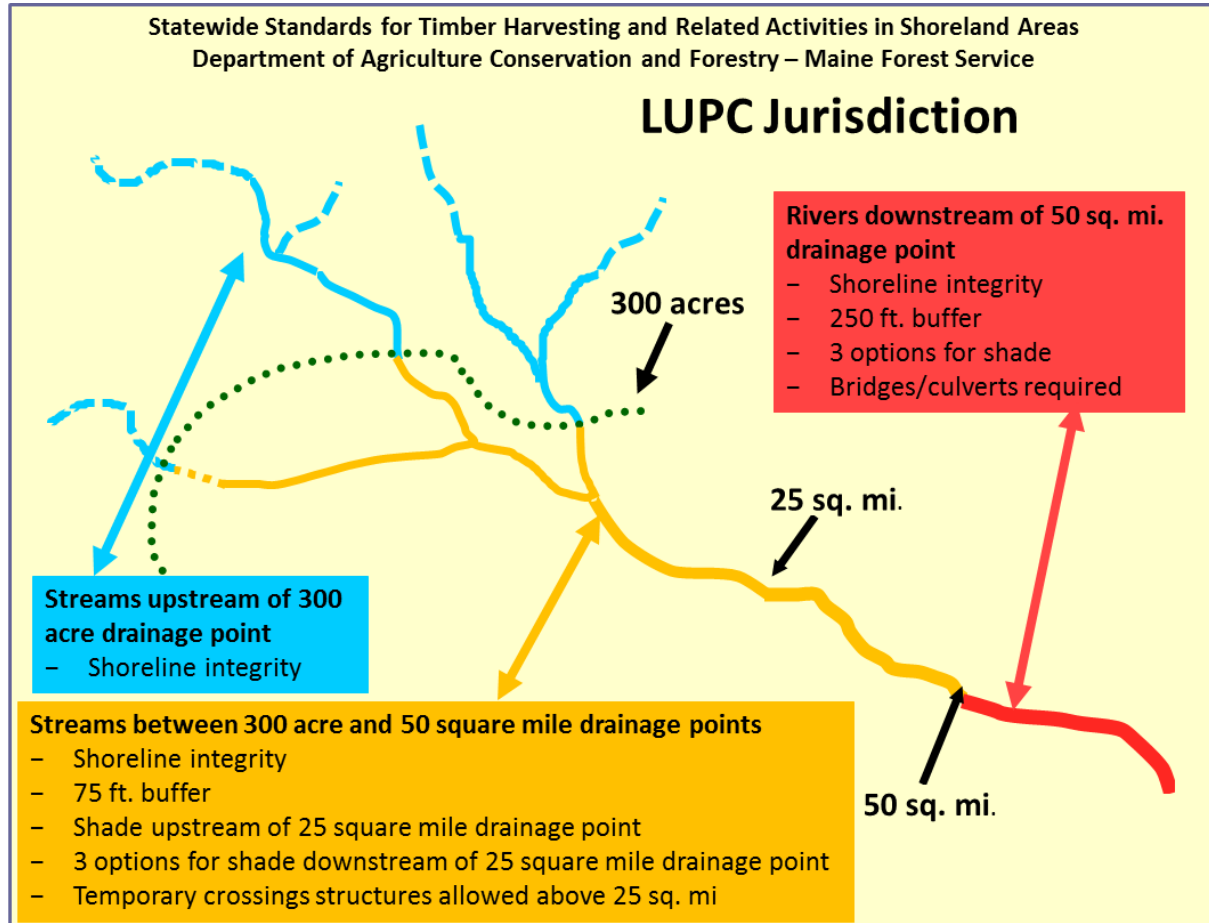 Statewide Standards for Timber Harvesting and Related Activities in Shoreland Areas
Department of Agriculture Conservation and Forestry – Maine Forest Service
LUPC Jurisdiction
Rivers downstream of 50 sq. mi.
drainage point
– Shoreline integrity
– 250 ft. buffer
– 3 options for shade
– Bridges/culverts required
300 acres
25 sq. mi.
Streams upstream of 300
acre drainage point
– Shoreline integrity
Streams between 300 acre and 50 square mile drainage points
– Shoreline integrity
– 75 ft. buffer
– Shade upstream of 25 square mile drainage point
– 3 options for shade downstream of 25 square mile drainage point
– Temporary crossings structures allowed above 25 sq. mi
50 sq. mi.